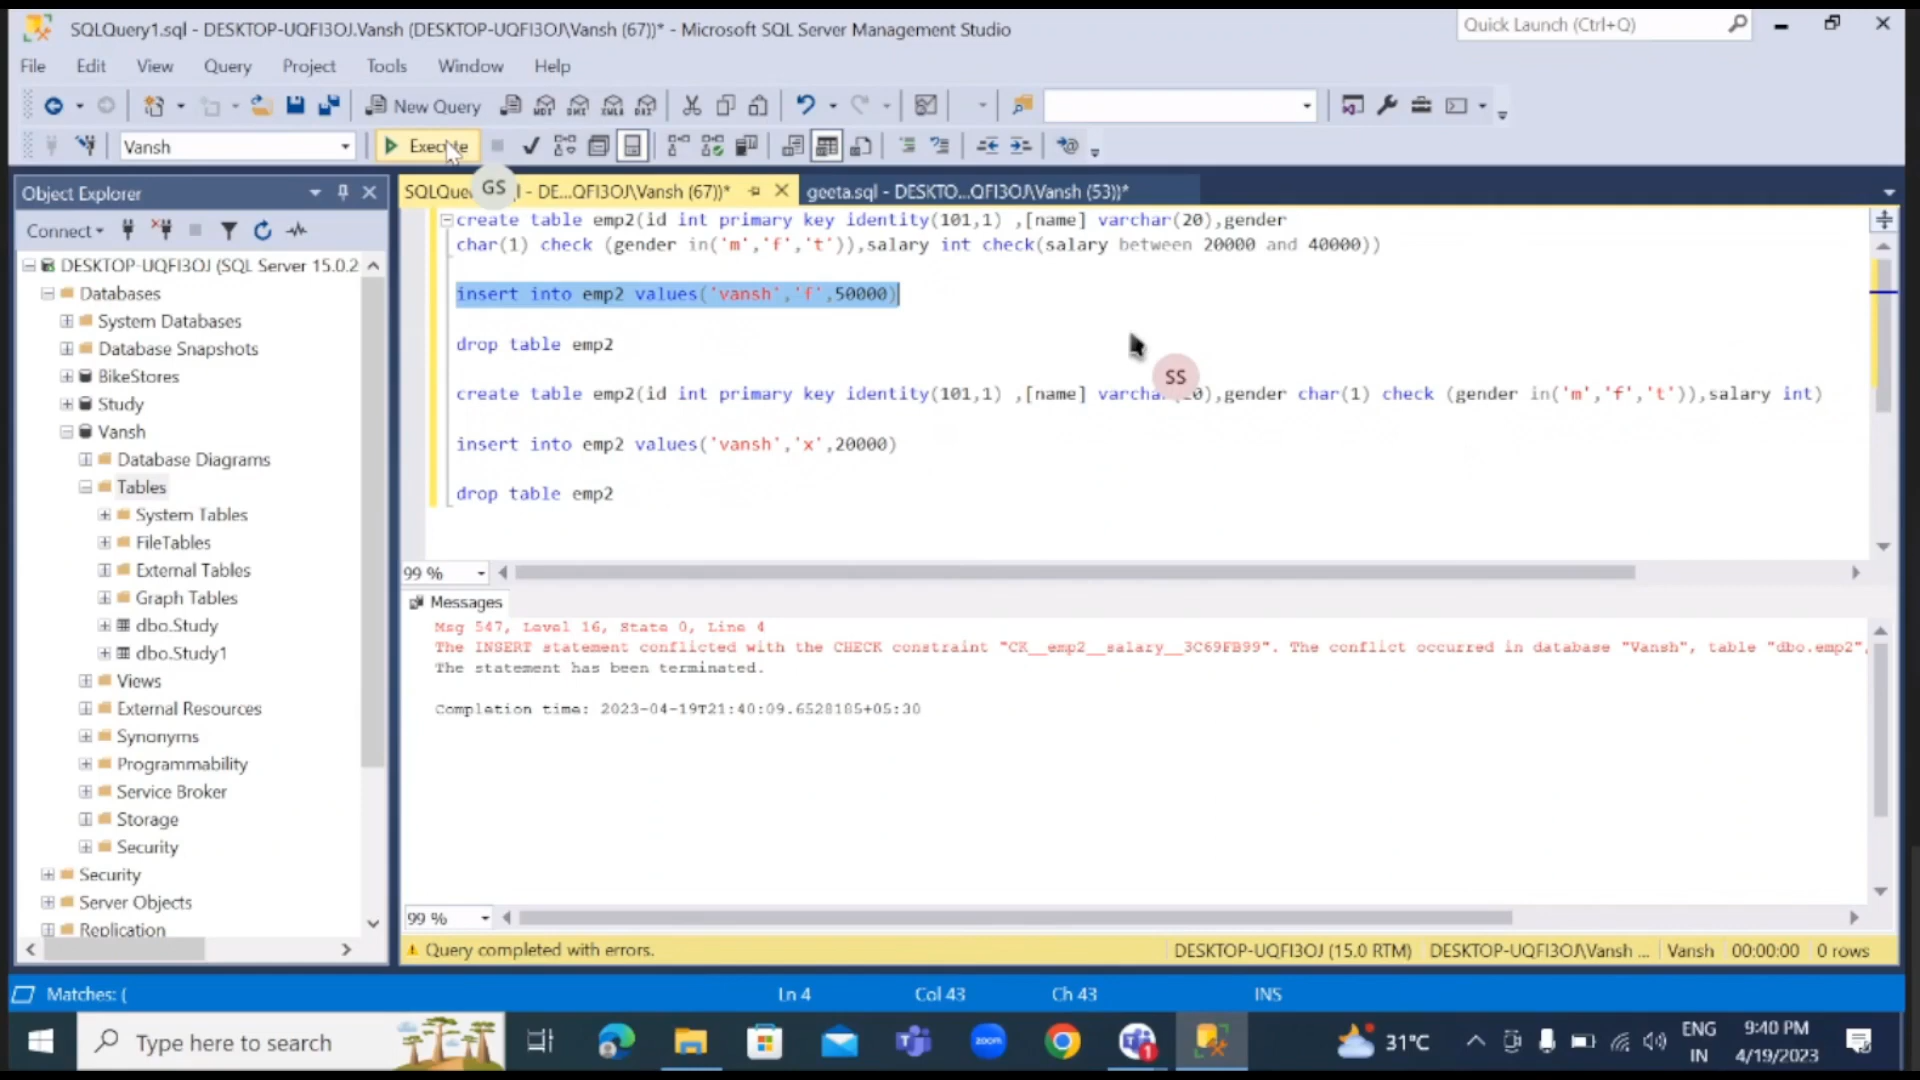 SQLQuery1.sql - DESKTOP-UQFI3OJ.Vansh (DESKTOP-UQFI3OJ\Vansh (67))* - Microsoft SQL Server Management Studio
Quick Launch (Ctrl+Q)
File Edit View Query Project Tools Window Help
New Query
Vansh
Execute
Object Explorer
Connect
DESKTOP-UQFI3OJ (SQL Server 15.0.2
Databases
System Databases
Database Snapshots
BikeStores
Study
Vansh
Database Diagrams
Tables
System Tables
FileTables
External Tables
Graph Tables
dbo.Study
dbo.Study1
Views
External Resources
Synonyms
Programmability
Service Broker
Storage
Security
Security
Server Objects
Replication
GS
- DE...QFI3OJ\Vansh (67))*
geeta.sql - DESKTO...QFI3OJ\Vansh (53))*
create table emp2(id int primary key identity(101,1) ,[name] varchar(20),gender
char(1) check (gender in('m','f','t')),salary int check(salary between 20000 and 40000))
insert into emp2 values('vansh','f',50000)
drop table emp2
SS
create table emp2(id int primary key identity(101,1) ,[name] varchar(20),gender char(1) check (gender in('m','f','t')),salary int)
insert into emp2 values('vansh','x',20000)
drop table emp2
99 %
Messages
Msg 547, Level 16, State 0, Line 4
The INSERT statement conflicted with the CHECK constraint "CK__emp2__salary__3C69FB99". The conflict occurred in database "Vansh", table "dbo.emp2",
The statement has been terminated.
Completion time: 2023-04-19T21:40:09.6528185+05:30
99 %
Query completed with errors.
DESKTOP-UQFI3OJ (15.0 RTM)
DESKTOP-UQFI3OJ\Vansh ...
Vansh
00:00:00
0 rows
Matches: (
Ln 4
Col 43
Ch 43
INS
Type here to search
zoom
1
31°C
ENG
IN
9:40 PM
4/19/2023